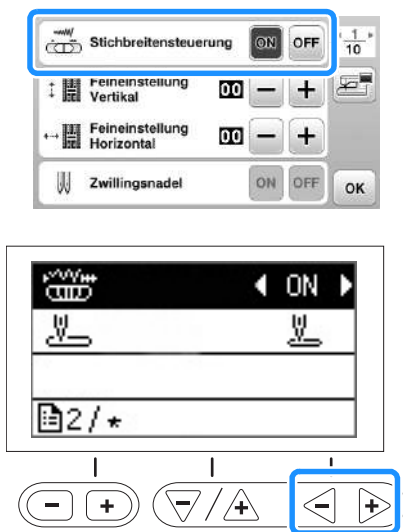 Stichbreitensteuerung ON OFF 1/10
Feineinstellung
Vertikal 00 - +
Feineinstellung
Horizontal 00 - +
Zwillingsnadel ON OFF OK
ON
2/*
- + - / + - +